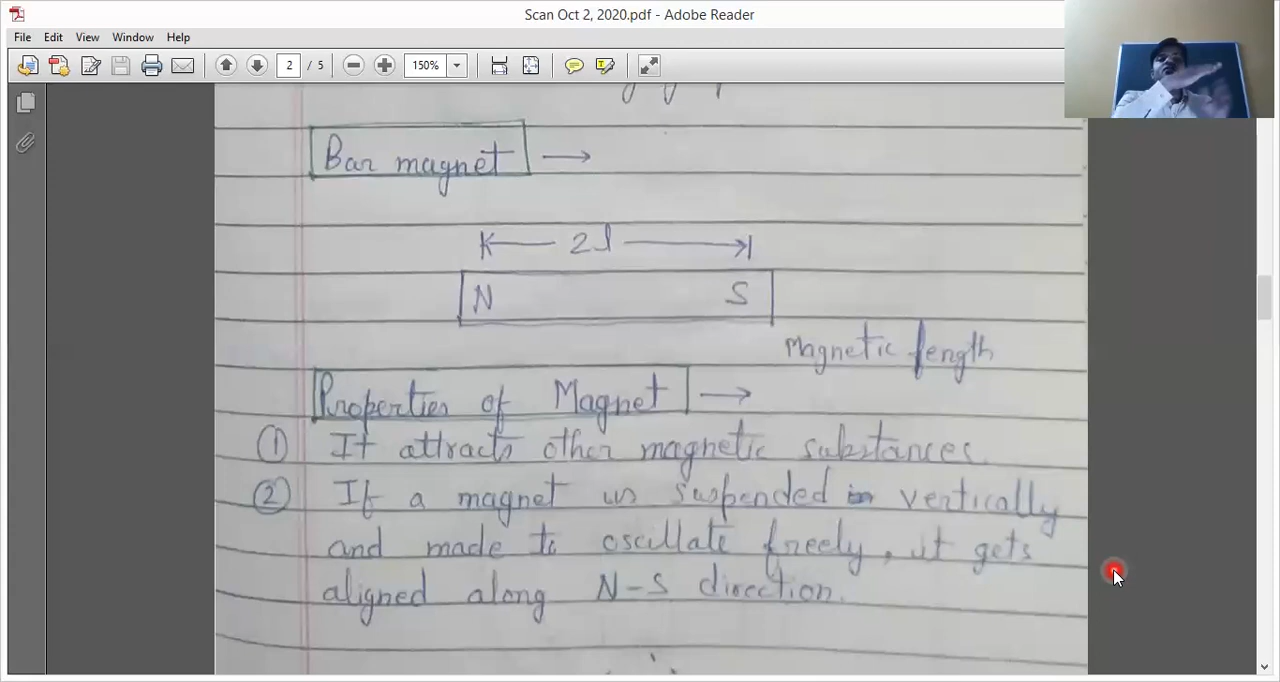 Scan Oct 2, 2020.pdf - Adobe Reader
File Edit View Window Help
2 / 5 150%
Bar magnet →
2l
N S
Magnetic length
Properties of Magnet →
① It attracts other magnetic substances.
② If a magnet is suspended vertically
and made to oscillate freely, it gets
aligned along N-S direction.